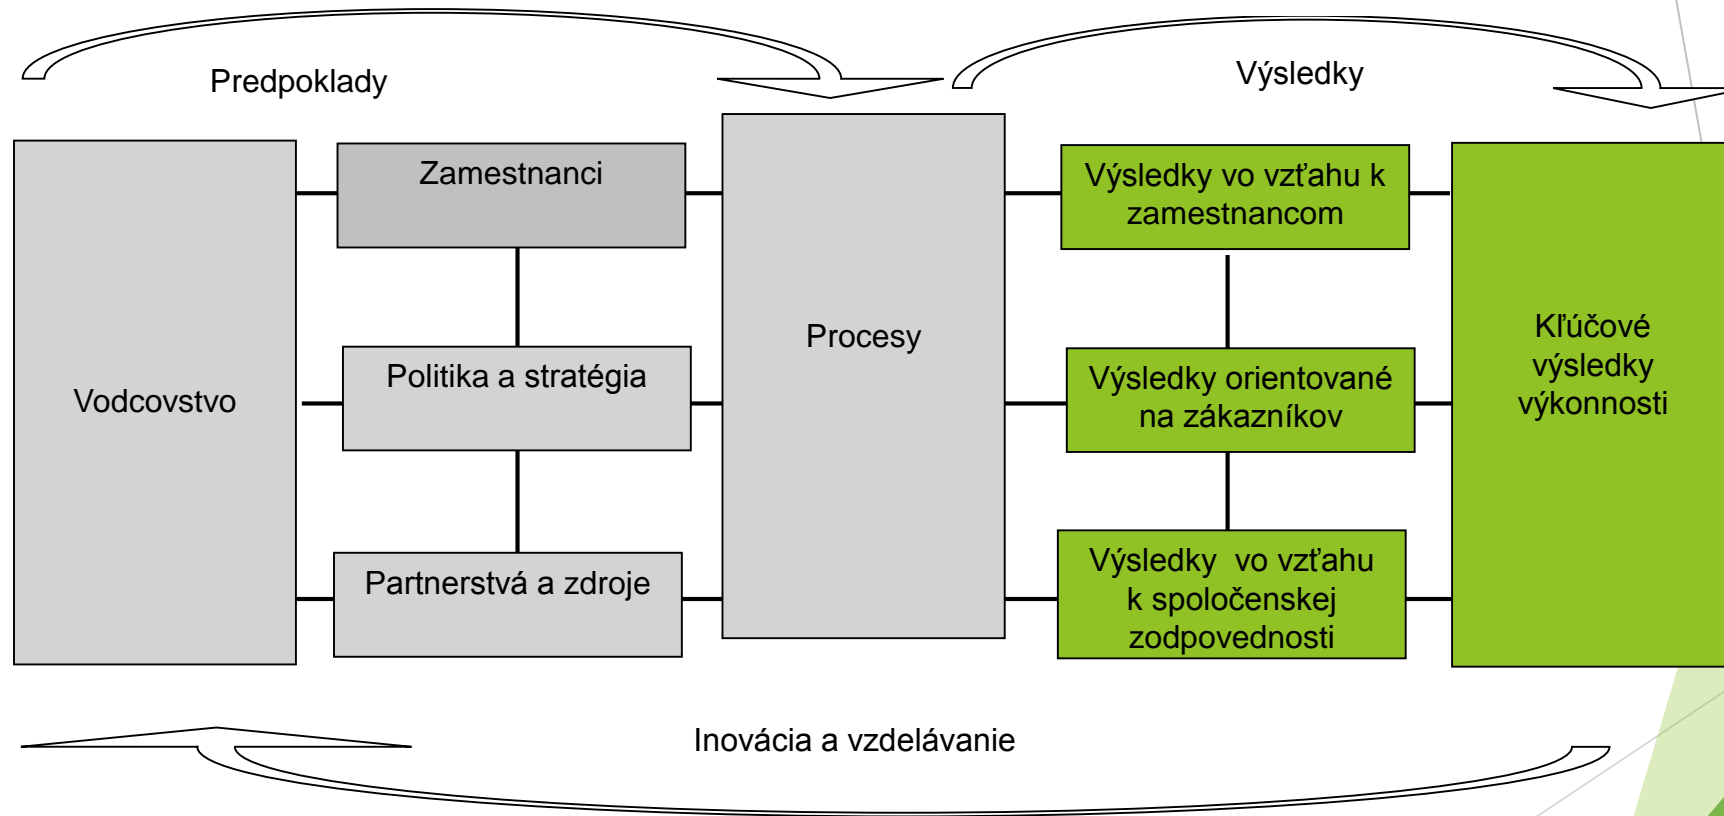 Predpoklady
Výsledky
Vodcovstvo
Zamestnanci
Politika a stratégia
Partnerstvá a zdroje
Procesy
Výsledky vo vzťahu k
zamestnancom
Výsledky orientované
na zákazníkov
Výsledky  vo vzťahu
k spoločenskej
zodpovednosti
Kľúčové
výsledky
výkonnosti
Inovácia a vzdelávanie